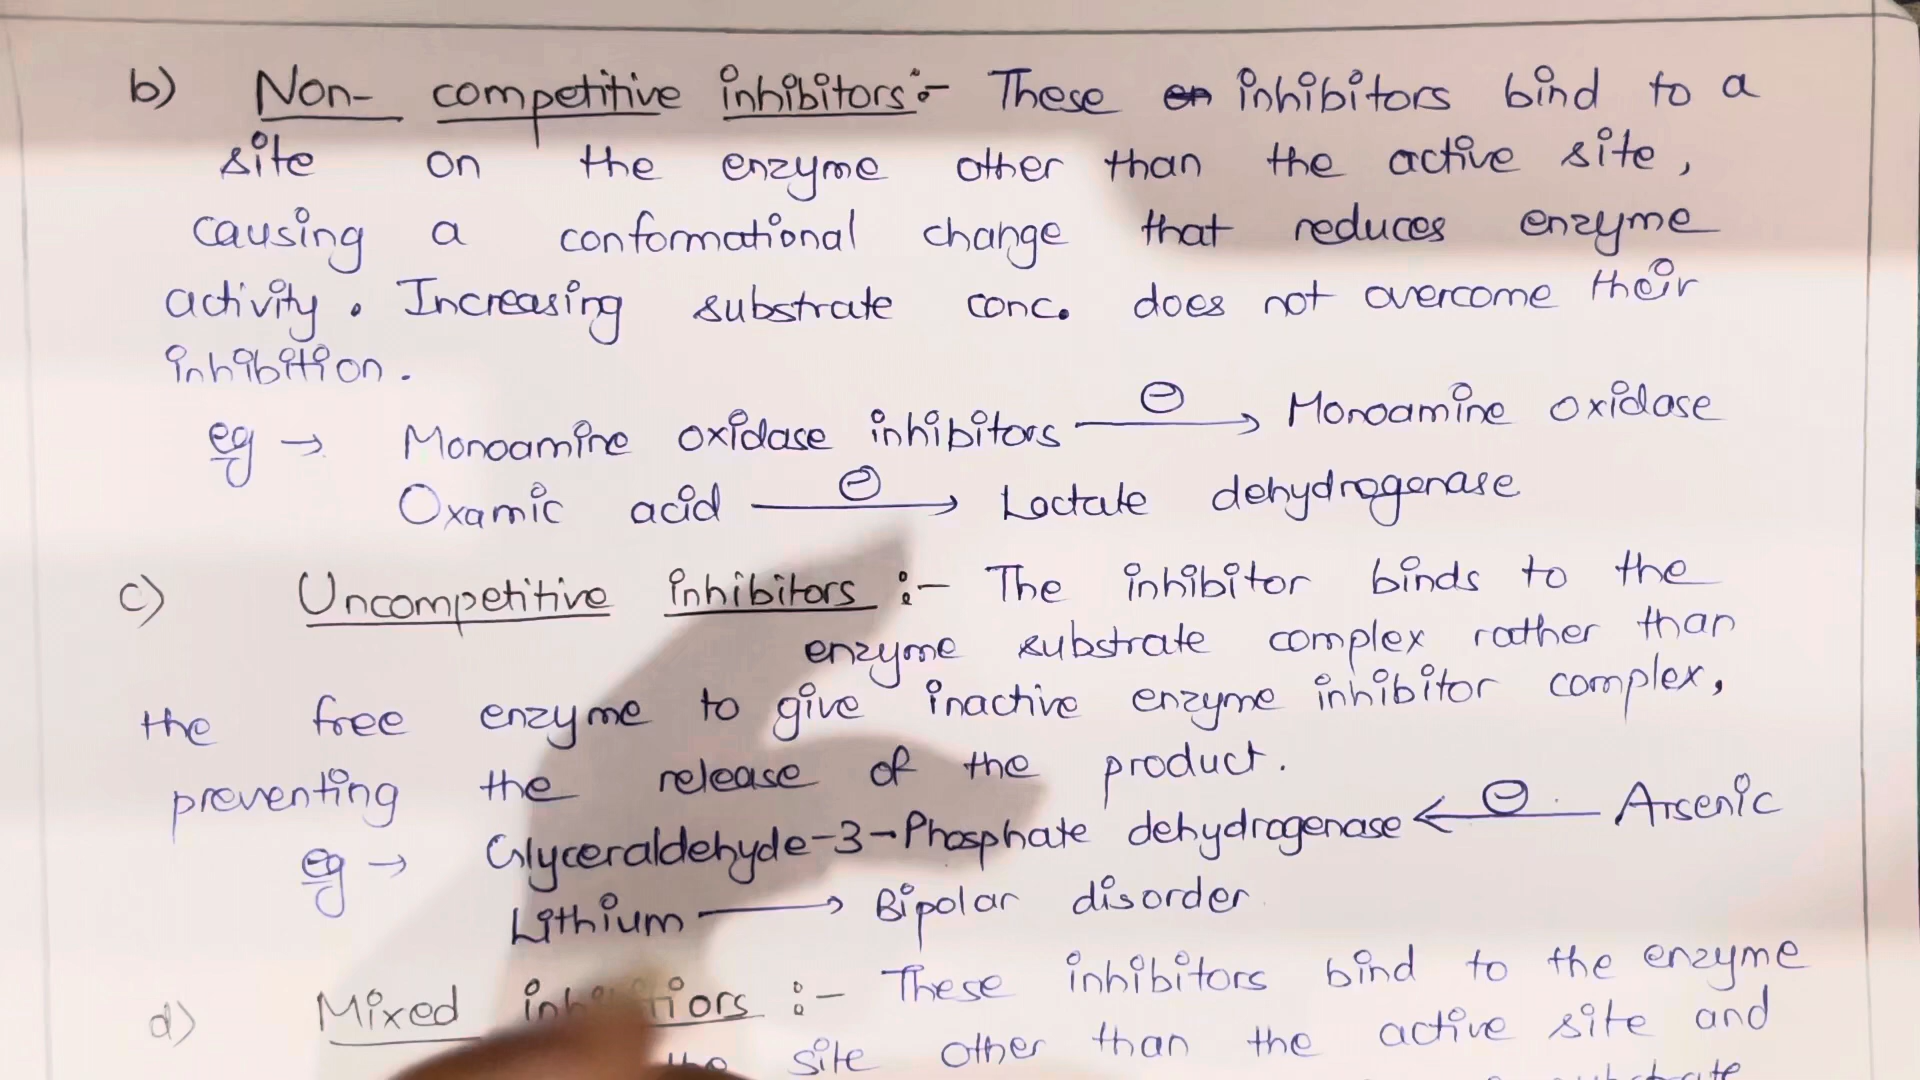 b) Non- competitive inhibitors:- These en inhibitors bind to a
site on the enzyme other than the active site,
causing a conformational change that reduces enzyme
activity. Increasing substrate conc. does not overcome their
inhibition.
eg → Monoamine oxidase inhibitors ⊖→ Monoamine oxidase
Oxamic acid ⊖→ Lactate dehydrogenase
c) Uncompetitive inhibitors :- The inhibitor binds to the
enzyme substrate complex rather than
the free enzyme to give inactive enzyme inhibitor complex,
preventing the release of the product.
eg → Glyceraldehyde-3-Phosphate dehydrogenase ←⊖ Arsenic
Lithium → Bipolar disorder
d) Mixed :- These inhibitors bind to the enzyme
site other than the active site and